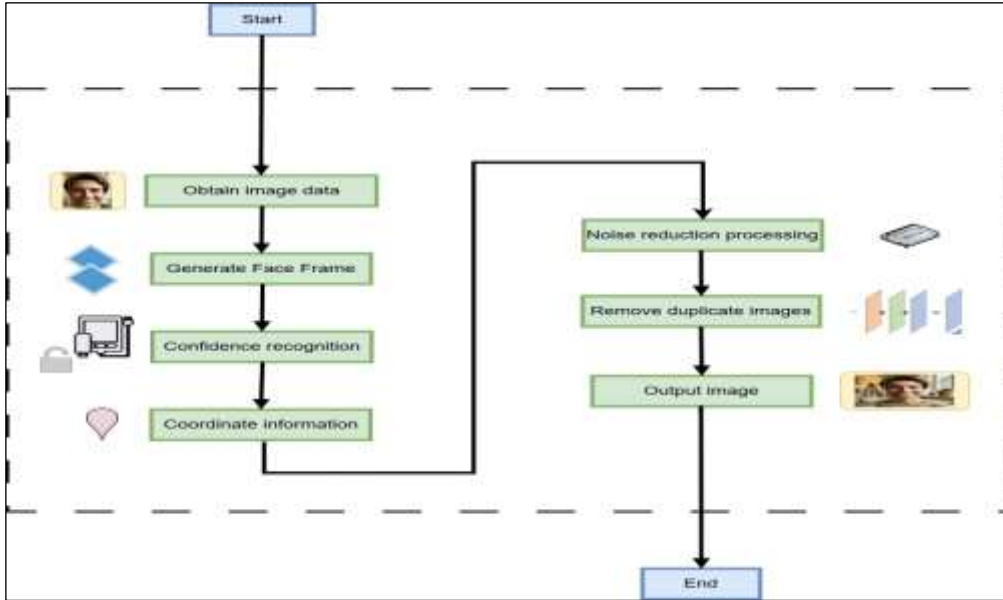 Start
Obtain image data
Generate Face Frame
Confidence recognition
Coordinate information
Noise reduction processing
Remove duplicate images
Output image
End